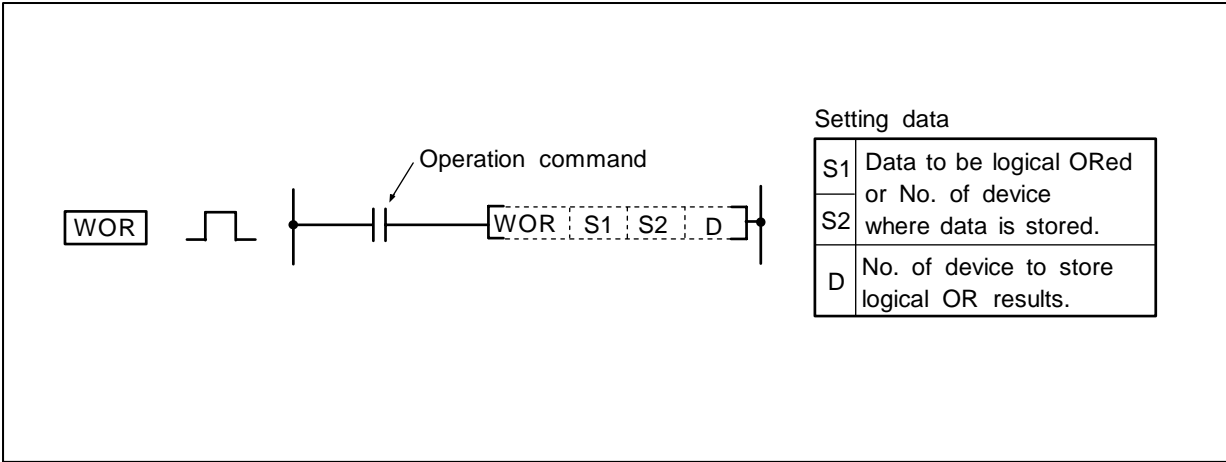 Operation command
WOR
WOR S1 S2 D
Setting data
S1 Data to be logical ORed
or No. of device
S2 where data is stored.
D No. of device to store
logical OR results.